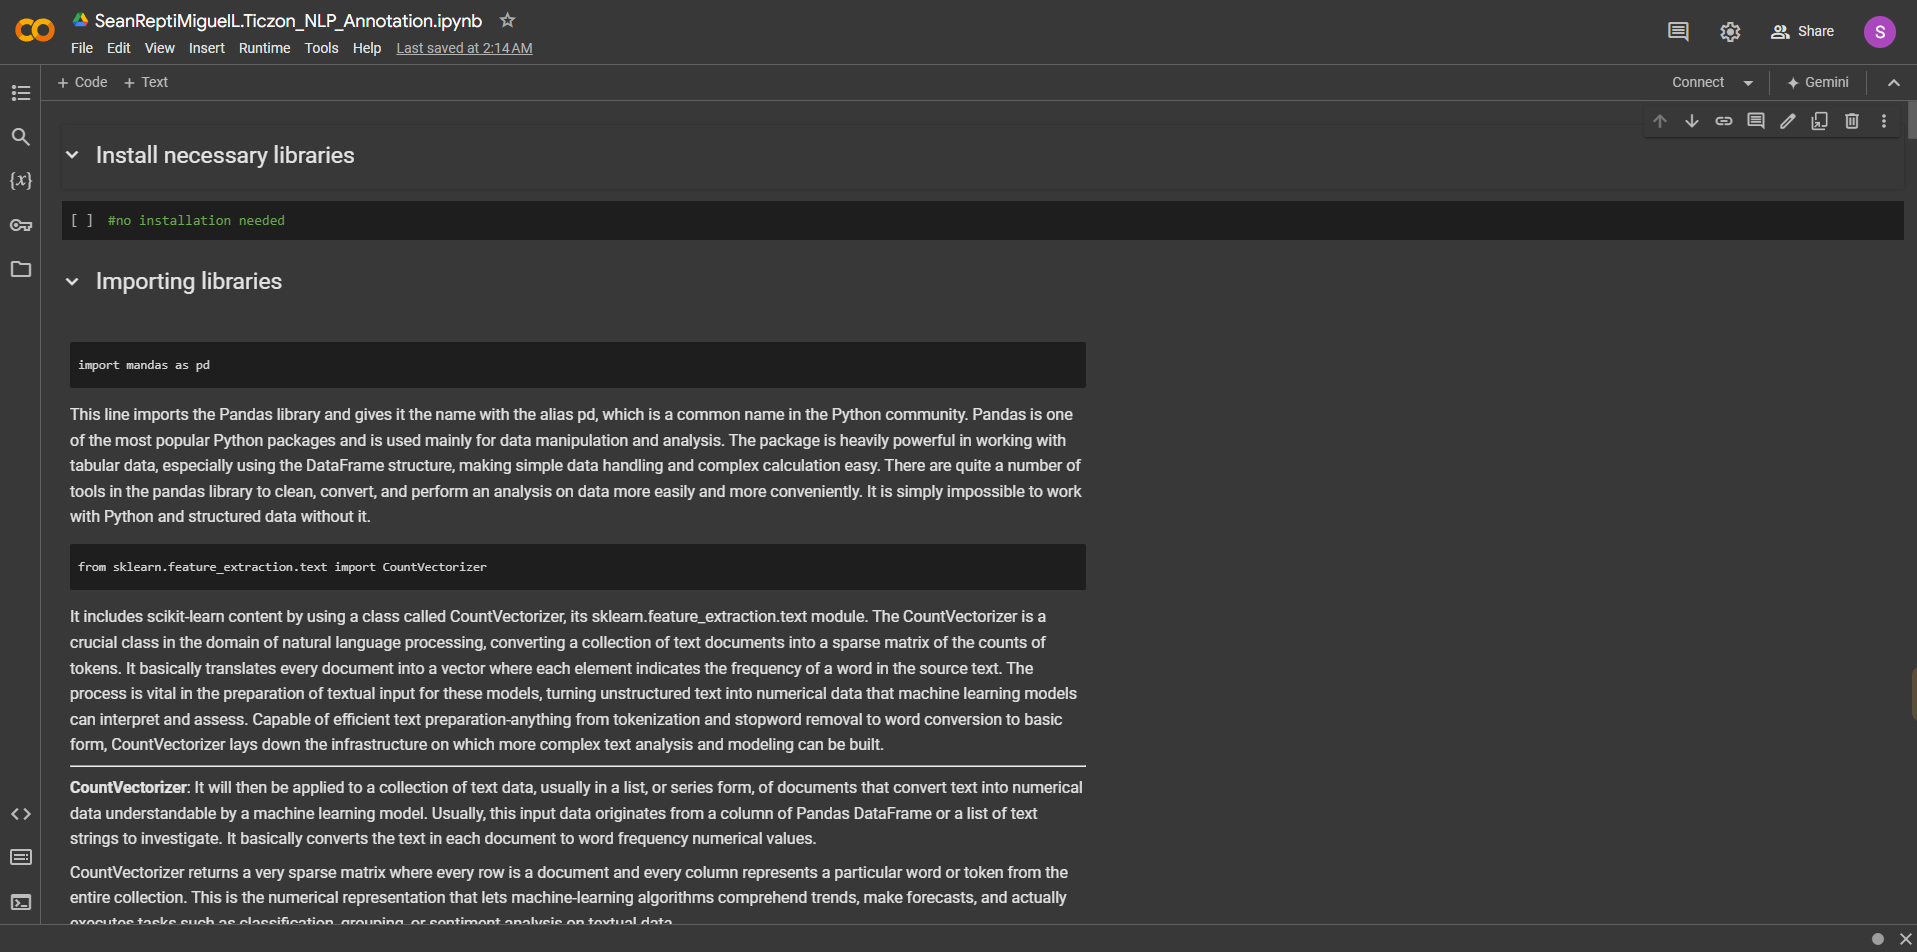 SeanReptiMiguelL.Ticzon_NLP_Annotation.ipynb
File Edit View Insert Runtime Tools Help Last saved at 2:14 AM
Share
S
+ Code + Text
Connect
Gemini
Install necessary libraries
{x}
[ ] #no installation needed
Importing libraries
import mandas as pd
This line imports the Pandas library and gives it the name with the alias pd, which is a common name in the Python community. Pandas is one
of the most popular Python packages and is used mainly for data manipulation and analysis. The package is heavily powerful in working with
tabular data, especially using the DataFrame structure, making simple data handling and complex calculation easy. There are quite a number of
tools in the pandas library to clean, convert, and perform an analysis on data more easily and more conveniently. It is simply impossible to work
with Python and structured data without it.
from sklearn.feature_extraction.text import CountVectorizer
It includes scikit-learn content by using a class called CountVectorizer, its sklearn.feature_extraction.text module. The CountVectorizer is a
crucial class in the domain of natural language processing, converting a collection of text documents into a sparse matrix of the counts of
tokens. It basically translates every document into a vector where each element indicates the frequency of a word in the source text. The
process is vital in the preparation of textual input for these models, turning unstructured text into numerical data that machine learning models
can interpret and assess. Capable of efficient text preparation-anything from tokenization and stopword removal to word conversion to basic
form, CountVectorizer lays down the infrastructure on which more complex text analysis and modeling can be built.
CountVectorizer: It will then be applied to a collection of text data, usually in a list, or series form, of documents that convert text into numerical
data understandable by a machine learning model. Usually, this input data originates from a column of Pandas DataFrame or a list of text
strings to investigate. It basically converts the text in each document to word frequency numerical values.
CountVectorizer returns a very sparse matrix where every row is a document and every column represents a particular word or token from the
entire collection. This is the numerical representation that lets machine-learning algorithms comprehend trends, make forecasts, and actually
executes tasks such as classification, grouping, or sentiment analysis on textual data.